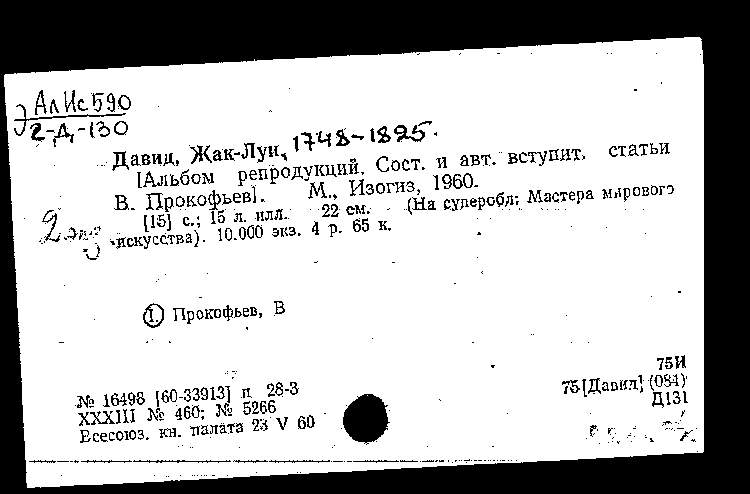 Э АлИс590
2-Д-130
Давид, Жак-Луи, 1748-1825.
[Альбом репродукций. Сост. и авт. вступит. статьи
В. Прокофьев]. М., Изогиз, 1960.
[15] с.; 15 л. илл. 22 см. (На суперобл: Мастера мирового
искусства). 10.000 экз. 4 р. 65 к.
2 экз
1. Прокофьев, В
75И
№ 16498 [60-33913] п 28-3
75[Давид] (084)
XXXIII № 460; № 5266
Д131
Всесоюз. кн. палата 23 V 60